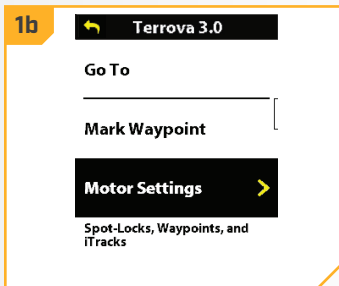 1b
Terrova 3.0
Go To
Mark Waypoint
Motor Settings
Spot-Locks, Waypoints, and
iTracks